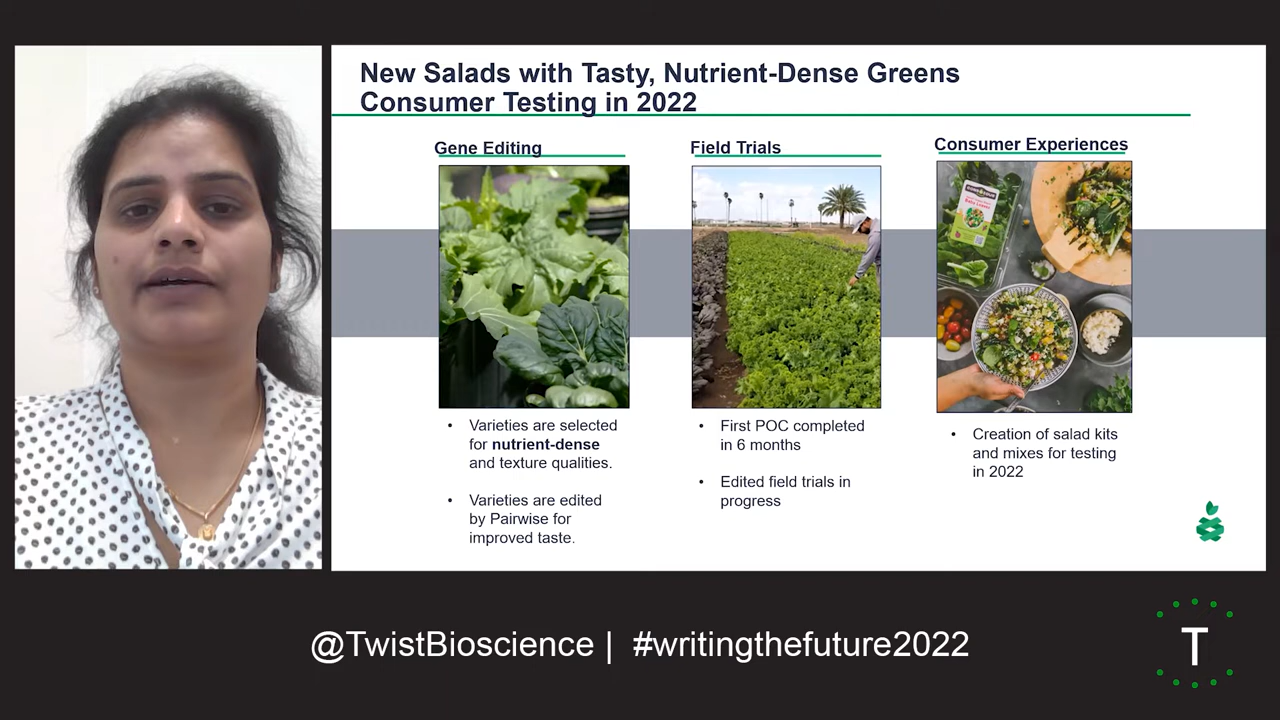 New Salads with Tasty, Nutrient-Dense Greens
Consumer Testing in 2022
Gene Editing
Field Trials
Consumer Experiences
• Varieties are selected
for nutrient-dense
and texture qualities.
• Varieties are edited
by Pairwise for
improved taste.
• First POC completed
in 6 months
• Edited field trials in
progress
• Creation of salad kits
and mixes for testing
in 2022
@TwistBioscience | #writingthefuture2022
T